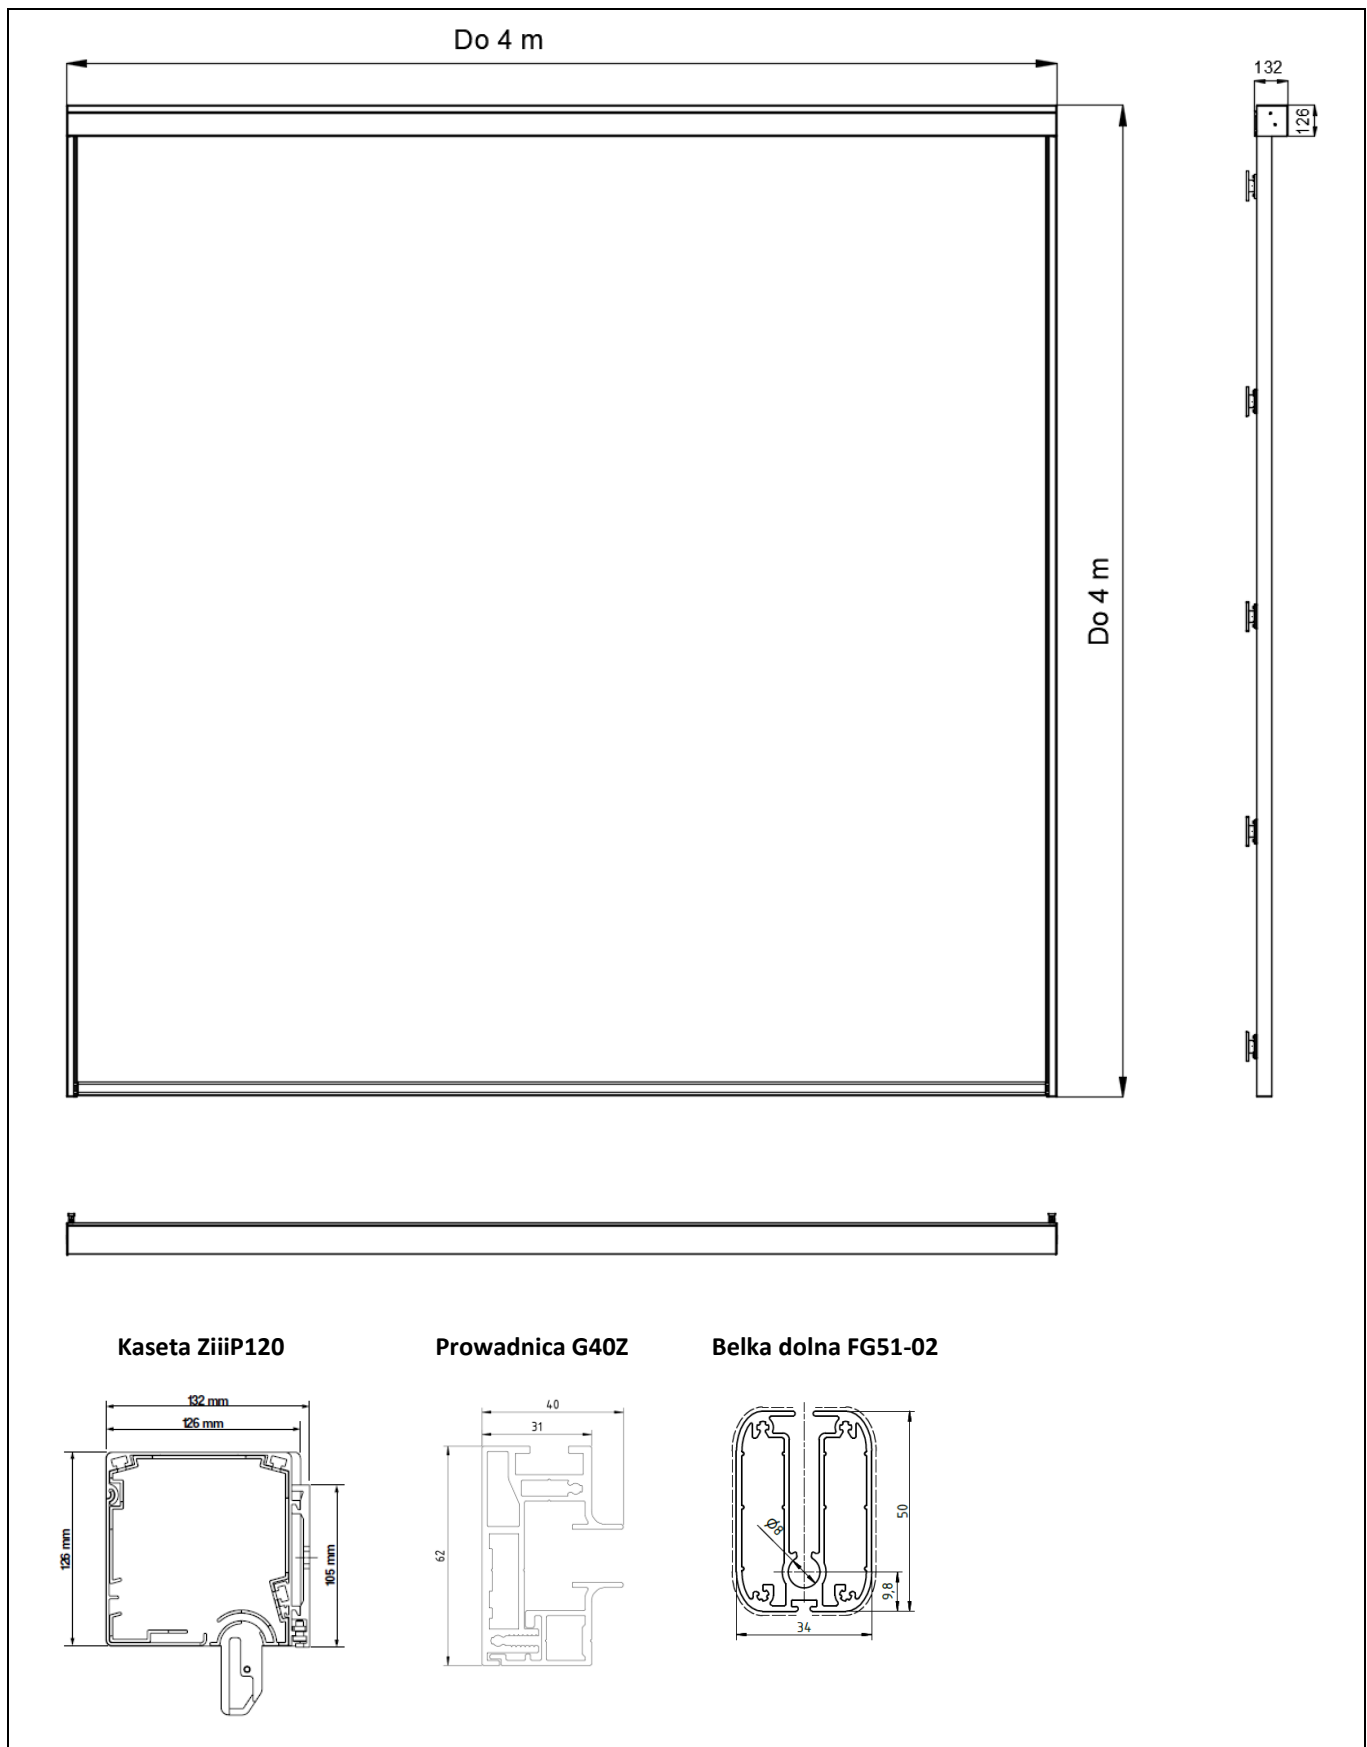 Do 4 m
132
126
Do 4 m
Kaseta ZiiiP120
Prowadnica G40Z
Belka dolna FG51-02
132 mm
126 mm
126 mm
105 mm
40
31
62
Ø8
50
9,8
34